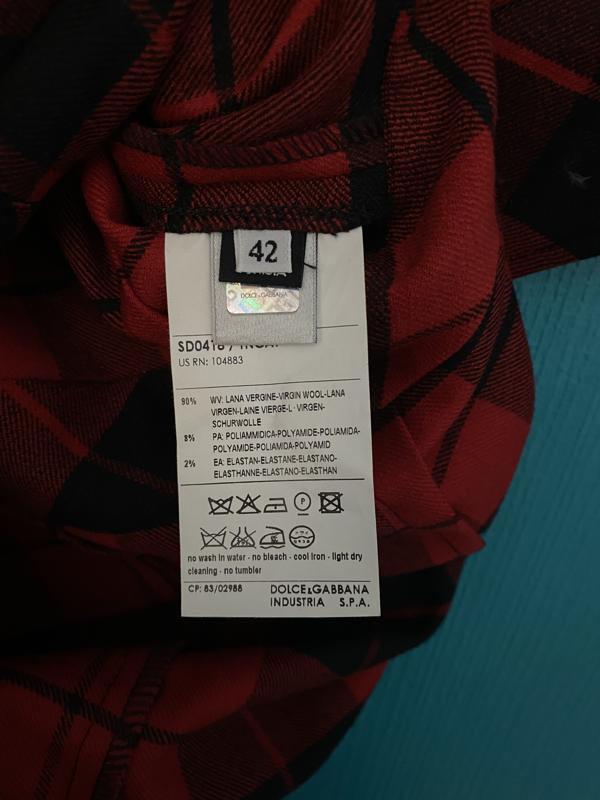 42
DOLCE&GABBANA
SD0418 /
US RN: 104883
90% WV: LANA VERGINE-VIRGIN WOOL-LANA
VIRGEN-LAINE VIERGE-L·VIRGEN-
SCHURWOLLE
8% PA: POLIAMMIDICA-POLYAMIDE-POLIAMIDA-
POLYAMIDE-POLIAMIDA-POLYAMID
2% EA: ELASTAN-ELASTANE-ELASTANO-
ELASTHANNE-ELASTANO-ELASTHAN
P
no wash in water - no bleach - cool iron - light dry
cleaning - no tumbler
CP: 83/02988
DOLCE&GABBANA
INDUSTRIA S.P.A.